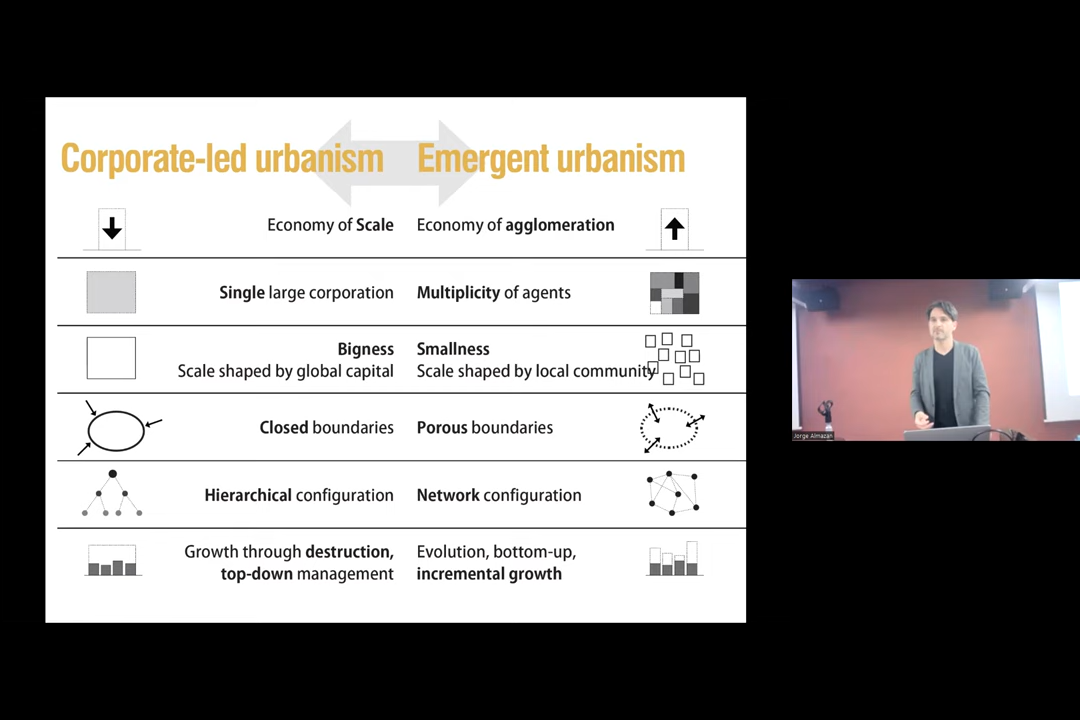 Corporate-led urbanism
Emergent urbanism
Economy of Scale
Economy of agglomeration
Single large corporation
Multiplicity of agents
Bigness
Scale shaped by global capital
Smallness
Scale shaped by local community
Closed boundaries
Porous boundaries
Hierarchical configuration
Network configuration
Growth through destruction,
top-down management
Evolution, bottom-up,
incremental growth
Jorge Almazan